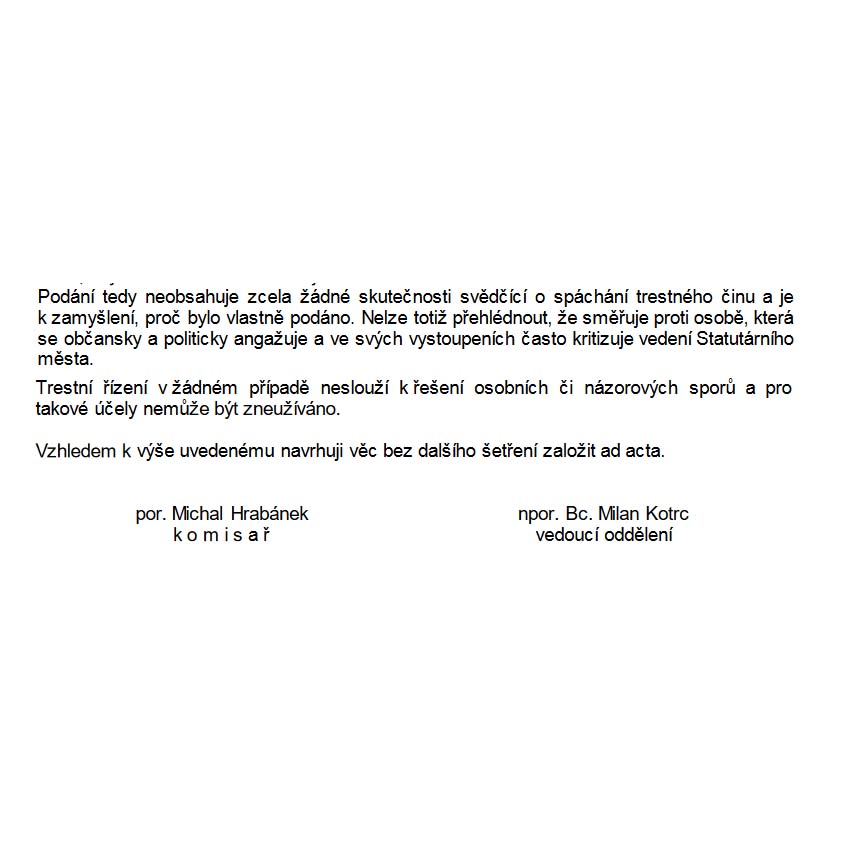 Podání tedy neobsahuje zcela žádné skutečnosti svědčící o spáchání trestného činu a je
k zamyšlení, proč bylo vlastně podáno. Nelze totiž přehlédnout, že směřuje proti osobě, která
se občansky a politicky angažuje a ve svých vystoupeních často kritizuje vedení Statutárního
města.
Trestní řízení v žádném případě neslouží k řešení osobních či názorových sporů a pro
takové účely nemůže být zneužíváno.
Vzhledem k výše uvedenému navrhuji věc bez dalšího šetření založit ad acta.
por. Michal Hrabánek npor. Bc. Milan Kotrc
k o m i s a ř vedoucí oddělení